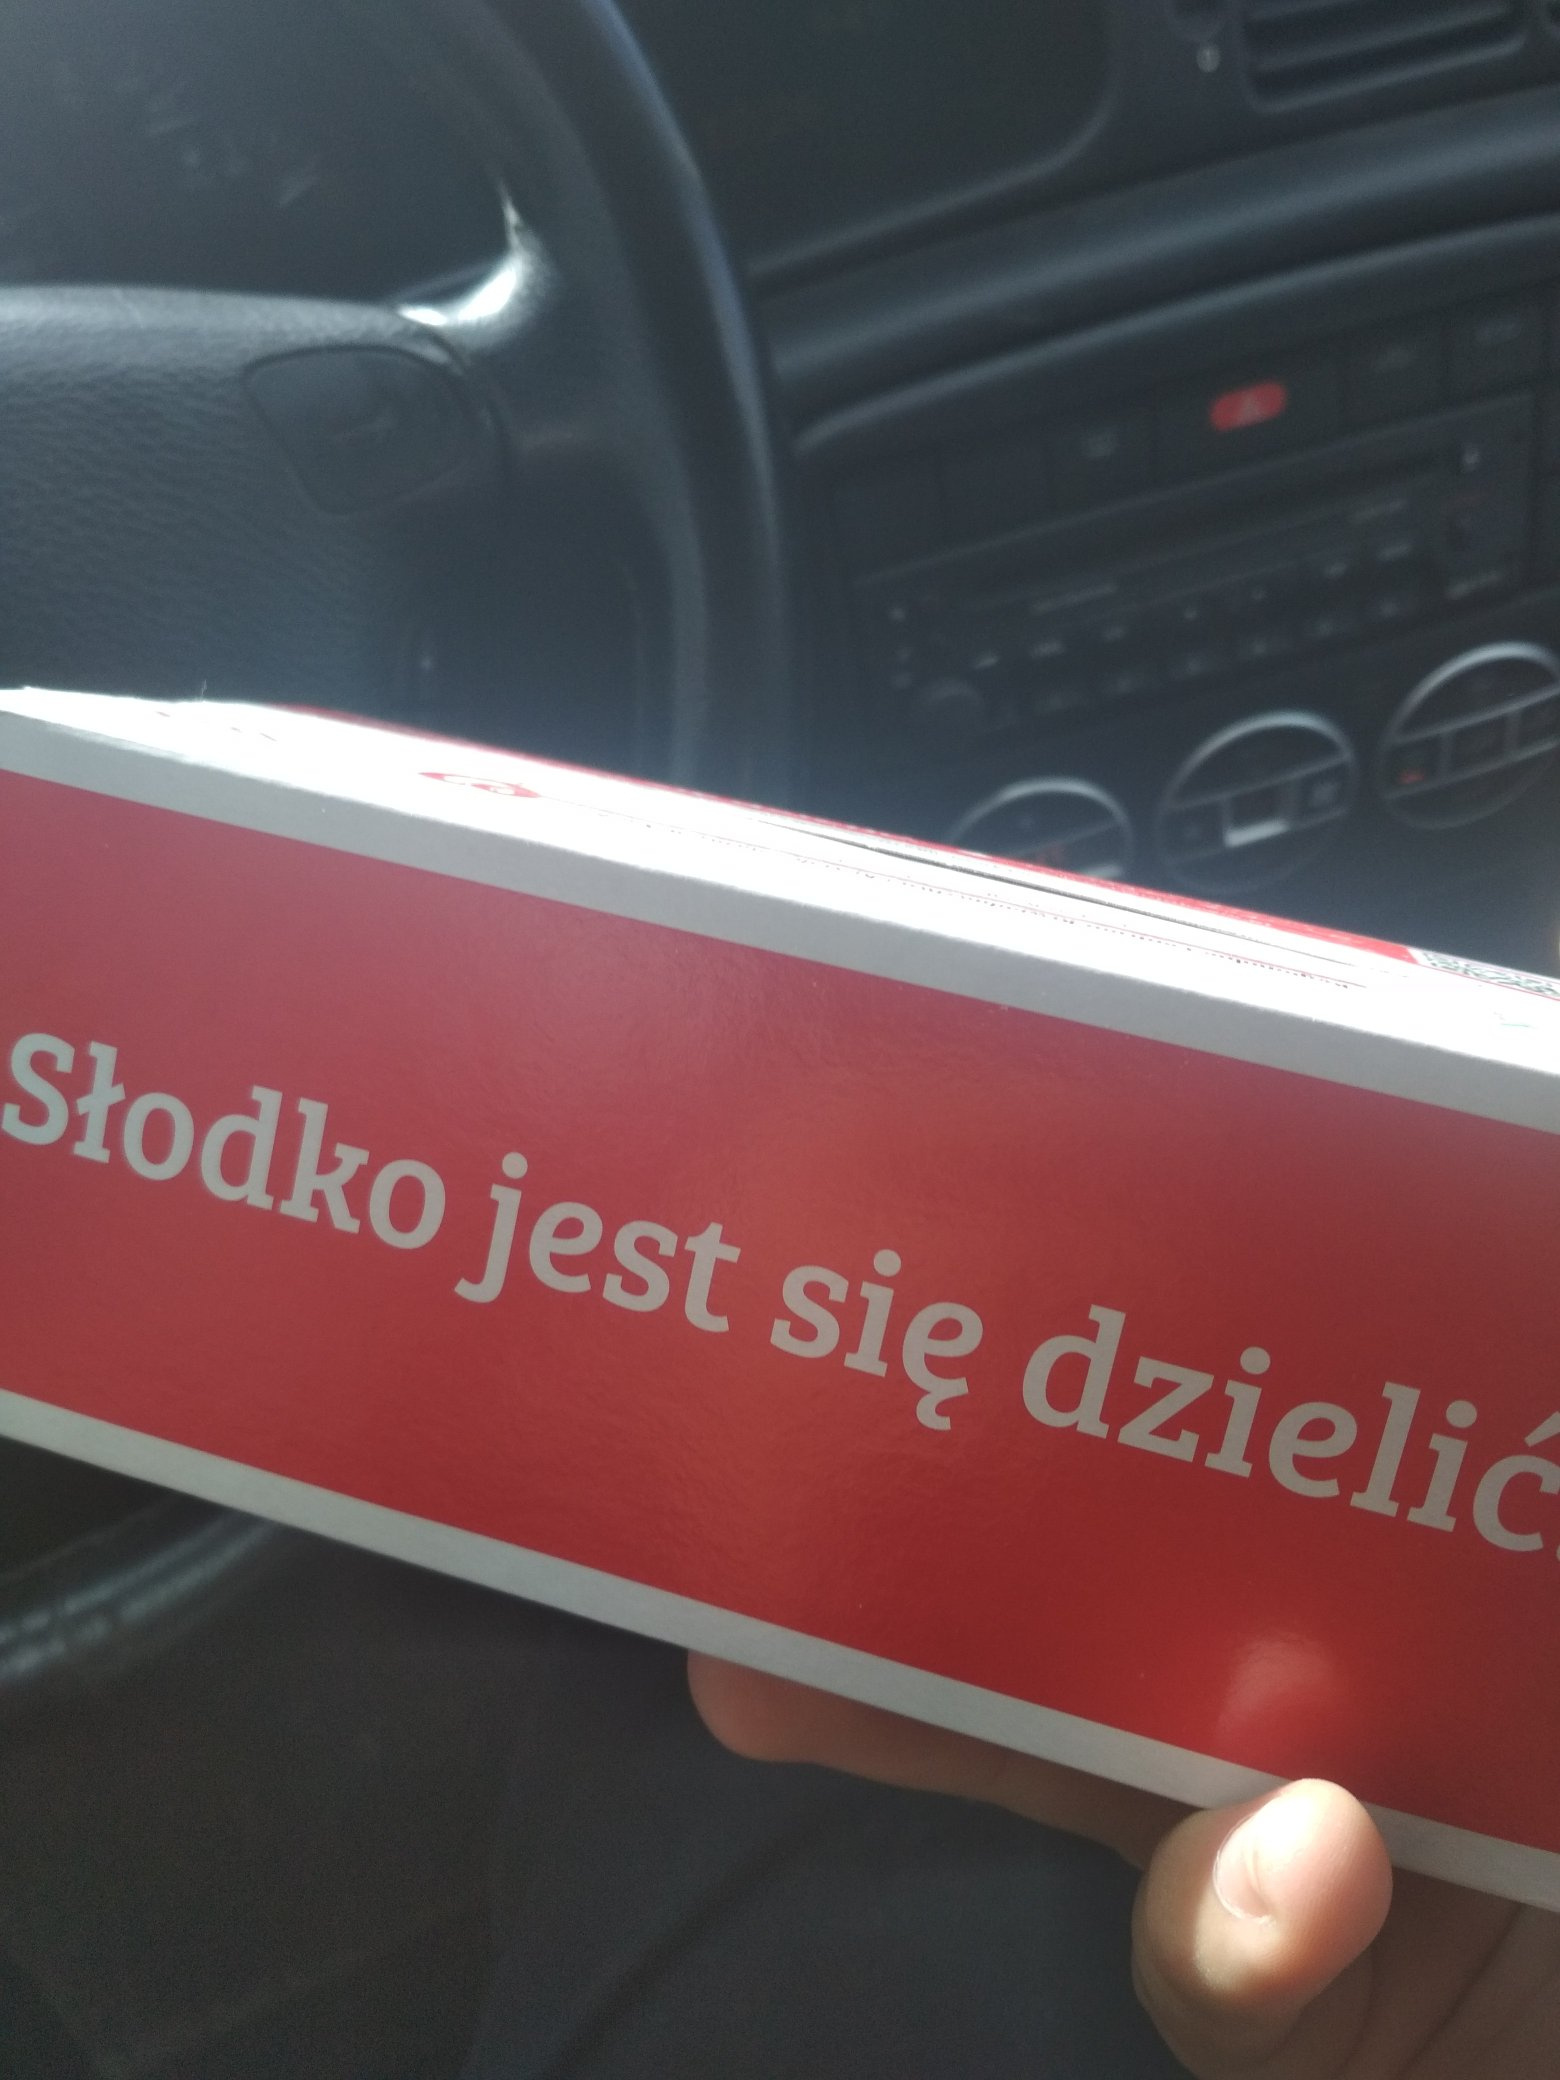 słodko jest się dzielić.